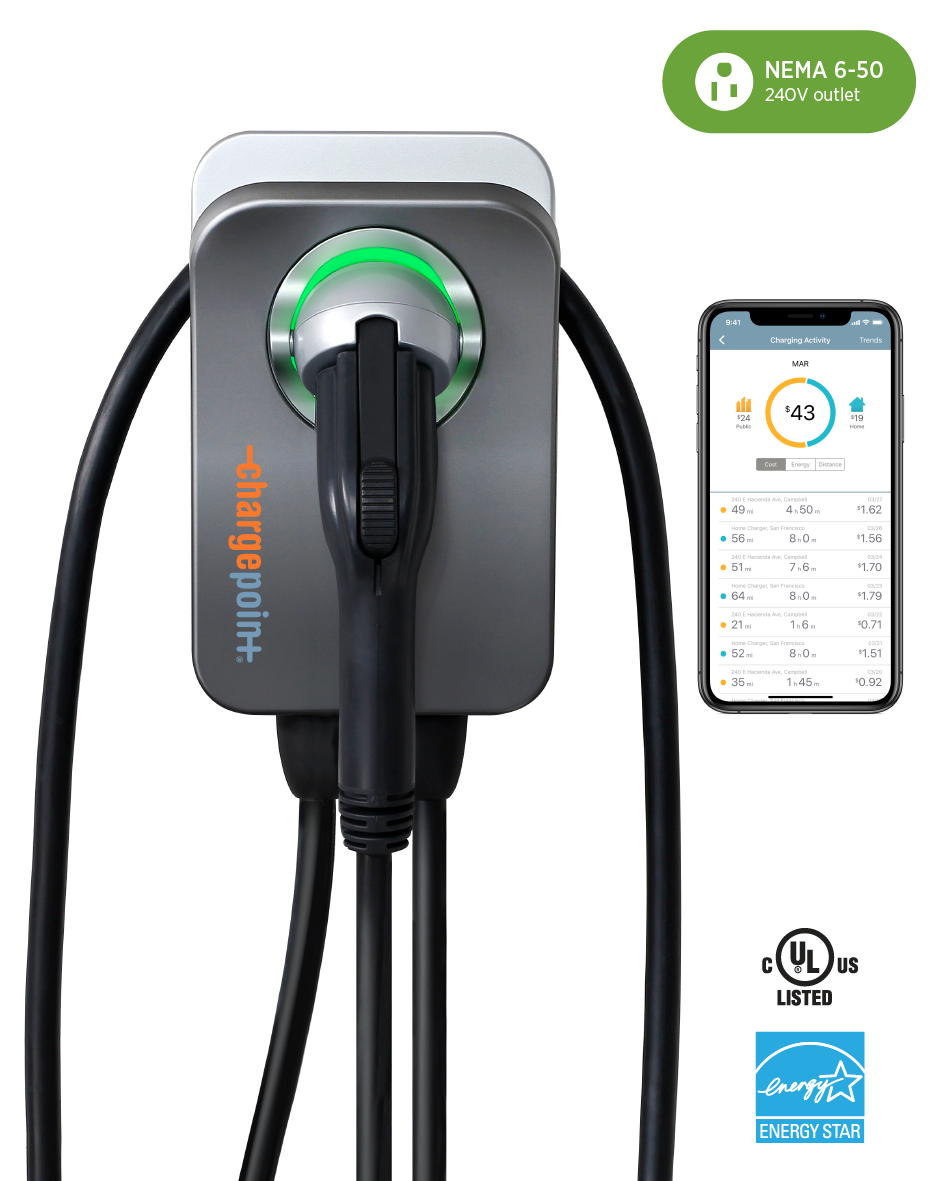 NEMA 6-50
240V outlet
chargepoint®
9:41
Charging Activity Trends
MAR
$43
$24
Public
$19
Home
Cost Energy Distance
240 E Hacienda Ave, Campbell 03/27
49 mi 4 h 50 m $1.62
Home Charger, San Francisco 03/26
56 mi 8 h 0 m $1.56
240 E Hacienda Ave, Campbell 03/24
51 mi 7 h 6 m $1.70
Home Charger, San Francisco 03/23
64 mi 8 h 0 m $1.79
240 E Hacienda Ave, Campbell 03/22
21 mi 1 h 6 m $0.71
Home Charger, San Francisco 03/21
52 mi 8 h 0 m $1.51
240 E Hacienda Ave, Campbell 03/20
35 mi 1 h 45 m $0.92
C UL® US
LISTED
energy
ENERGY STAR